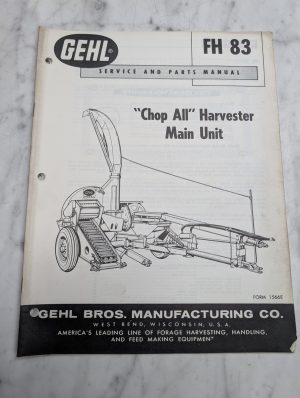 GEHL
FH 83
SERVICE AND PARTS MANUAL
"Chop All" Harvester
Main Unit
FORM 1566E
GEHL BROS. MANUFACTURING CO.
WEST BEND, WISCONSIN, U.S.A.
AMERICA'S LEADING LINE OF FORAGE HARVESTING, HANDLING,
AND FEED MAKING EQUIPMENT